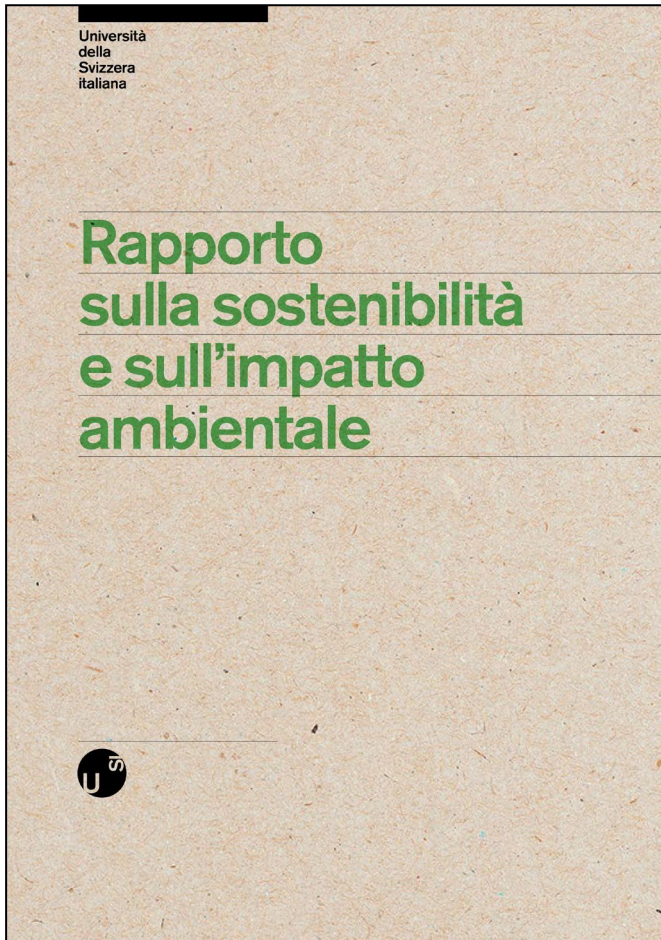 Università
della
Svizzera
italiana
Rapporto
sulla sostenibilità
e sull’impatto
ambientale
U SI